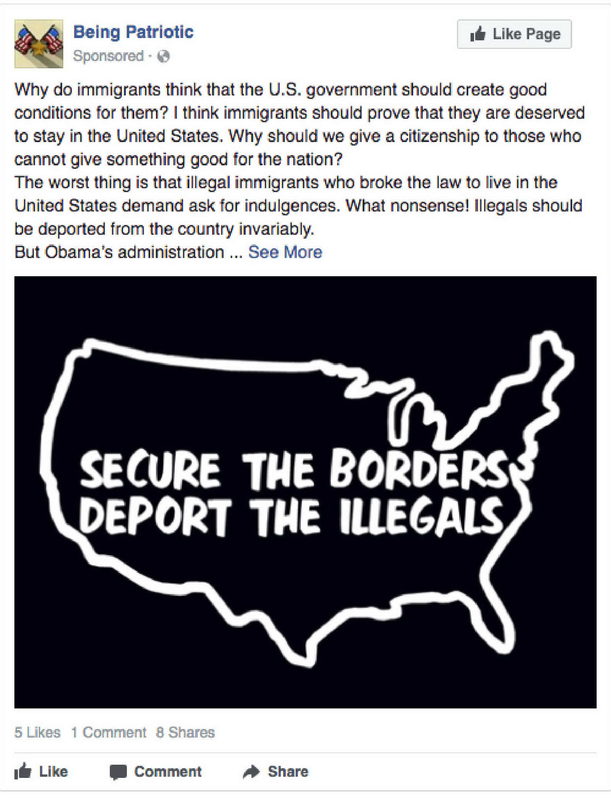 Being Patriotic
Like Page
Sponsored ·
Why do immigrants think that the U.S. government should create good
conditions for them? I think immigrants should prove that they are deserved
to stay in the United States. Why should we give a citizenship to those who
cannot give something good for the nation?
The worst thing is that illegal immigrants who broke the law to live in the
United States demand ask for indulgences. What nonsense! Illegals should
be deported from the country invariably.
But Obama's administration ... See More
SECURE THE BORDERS
DEPORT THE ILLEGALS
5 Likes 1 Comment 8 Shares
Like Comment Share